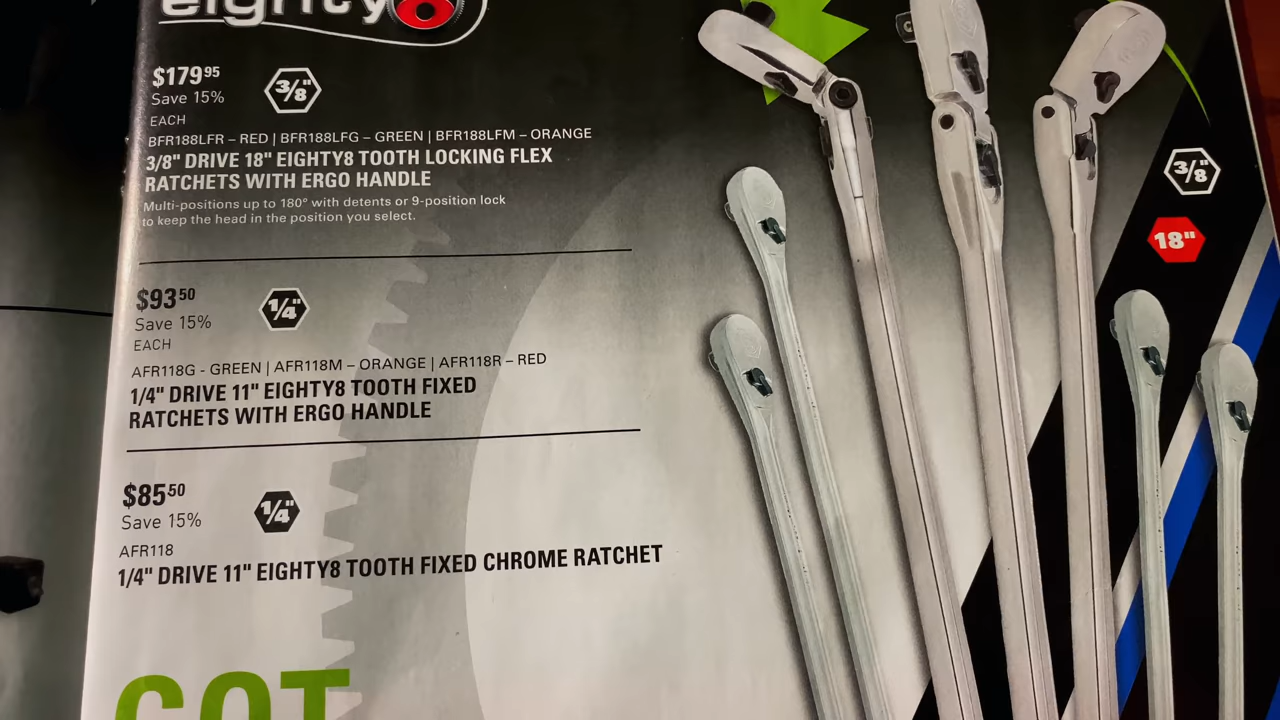 eighty8
$179 95
3/8"
Save 15%
EACH
BFR188LFR – RED | BFR188LFG – GREEN | BFR188LFM – ORANGE
3/8" DRIVE 18" EIGHTY8 TOOTH LOCKING FLEX
RATCHETS WITH ERGO HANDLE
Multi-positions up to 180° with detents or 9-position lock
to keep the head in the position you select.
$93 50
1/4"
Save 15%
EACH
AFR118G - GREEN | AFR118M – ORANGE | AFR118R – RED
1/4" DRIVE 11" EIGHTY8 TOOTH FIXED
RATCHETS WITH ERGO HANDLE
$85 50
1/4"
Save 15%
AFR118
1/4" DRIVE 11" EIGHTY8 TOOTH FIXED CHROME RATCHET
GOT
3/8"
18"